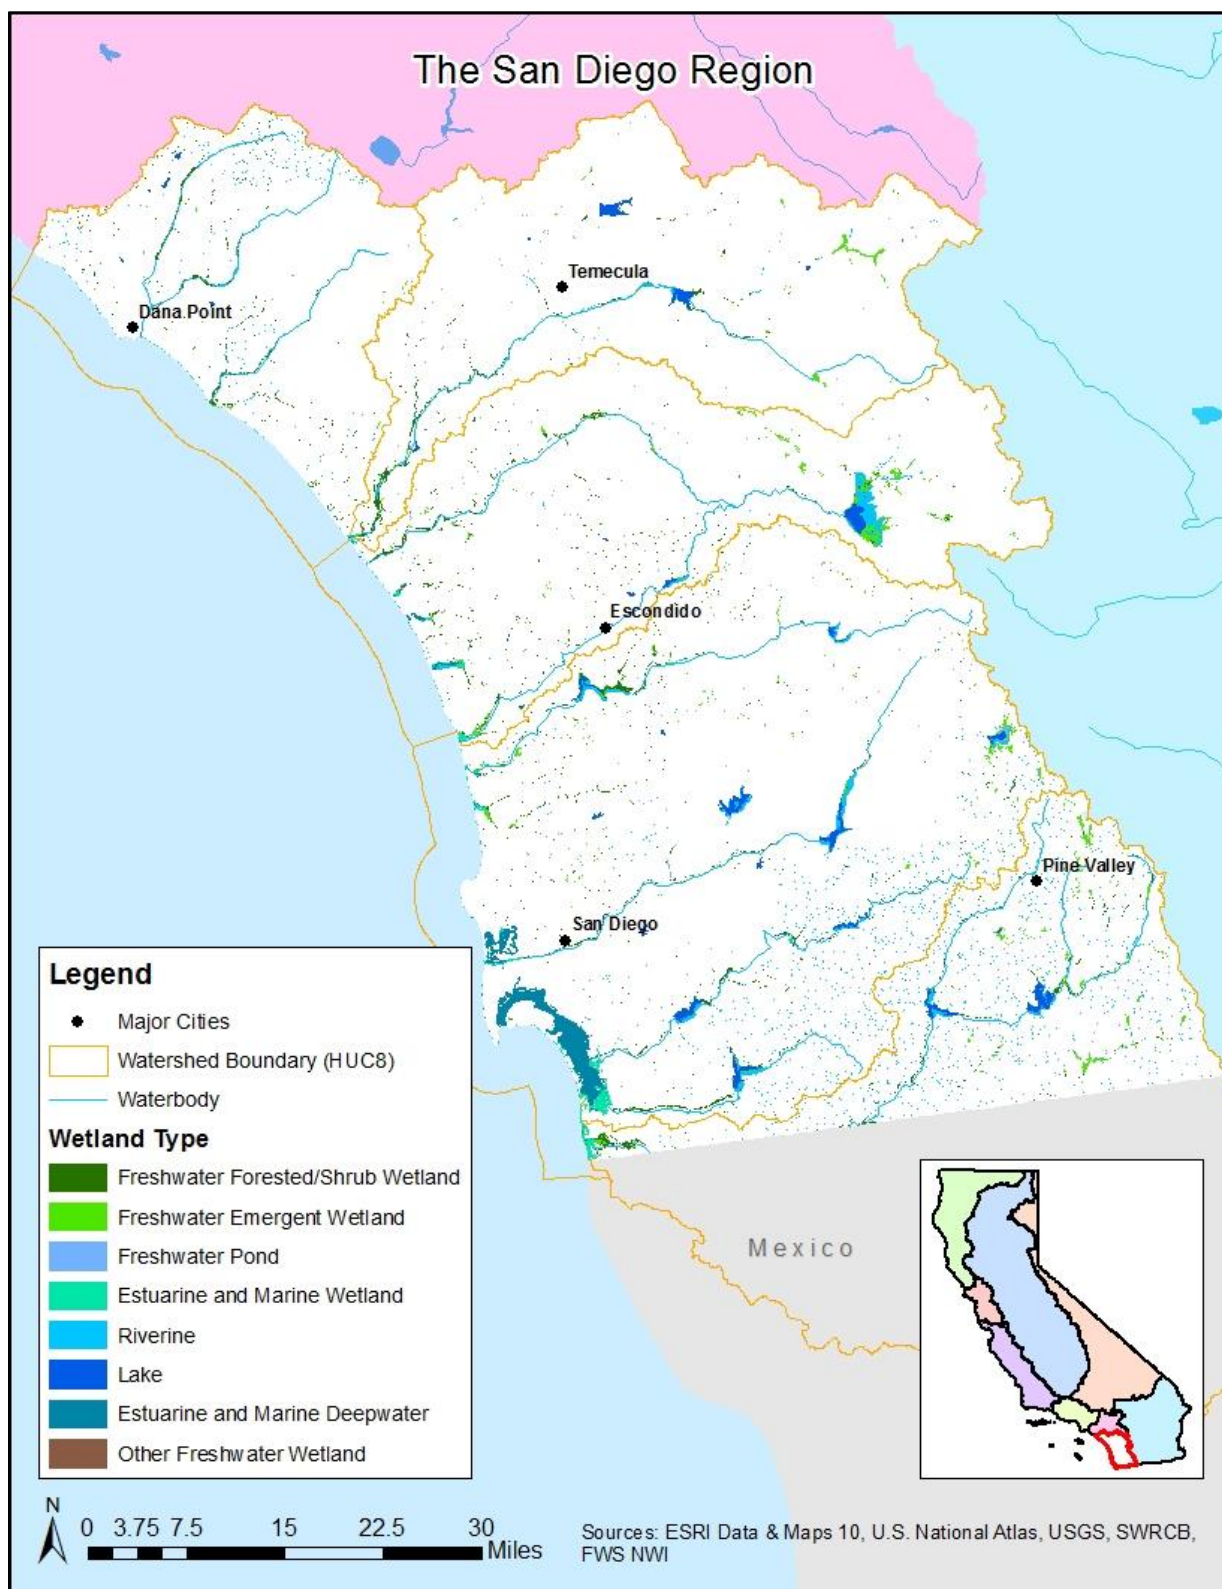 The San Diego Region
Temecula
Dana Point
Escondido
Pine Valley
San Diego
Legend
Major Cities
Watershed Boundary (HUC8)
Waterbody
Wetland Type
Freshwater Forested/Shrub Wetland
Freshwater Emergent Wetland
Freshwater Pond
Estuarine and Marine Wetland
Riverine
Lake
Estuarine and Marine Deepwater
Other Freshwater Wetland
Mexico
N
0 3.75 7.5 15 22.5 30
Miles
Sources: ESRI Data & Maps 10, U.S. National Atlas, USGS, SWRCB,
FWS NWI